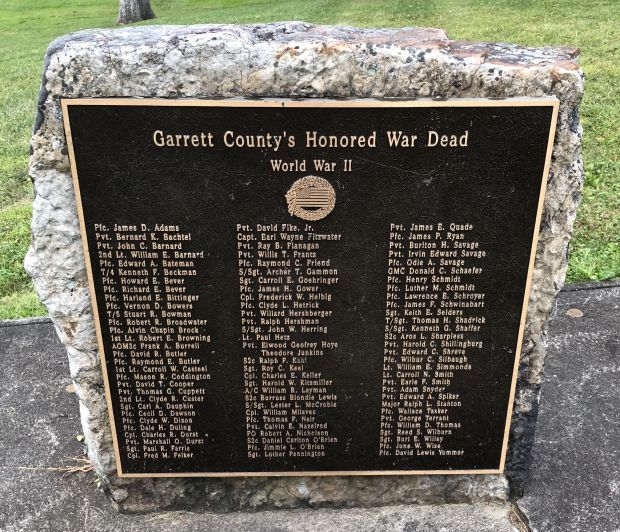 Garrett County's Honored War Dead
World War II
Pfc. James D. Adams
Pvt. Bernard K. Bachtel
Pvt. John C. Barnard
2nd Lt. William E. Barnard
Pfc. Edward A. Bateman
T/4 Kenneth F. Beckman
Pfc. Howard E. Bever
Pfc. Richard E. Bever
Pfc. Harland E. Bittinger
Pfc. Vernon D. Bowers
T/5 Stuart R. Bowman
Pfc. Robert R. Broadwater
Pfc. Alvin Chapin Brock
1st Lt. Robert E. Browning
AOM3c Frank A. Burrell
Pfc. David R. Butler
Pfc. Raymond E. Butler
1st Lt. Carroll W. Casteel
Pfc. Mason R. Coddington
Pvt. David T. Cooper
Pvt. Thomas G. Cuppett
2nd Lt. Clyde R. Custer
Sgt. Carl A. Dauphin
Pfc. Cecil D. Dawson
Pfc. Clyde W. Dixon
Pfc. Dale H. Duling
Cpl. Charles R. Durst
Pvt. Marshall O. Durst
Sgt. Paul R. Farris
Cpl. Fred M. Felker
Pvt. David Fike, Jr.
Capt. Earl Wayne Fitzwater
Pvt. Ray B. Flanagan
Pvt. Willis T. Frantz
Pfc. Raymond C. Friend
S/Sgt. Archer T. Gammon
Sgt. Carroll E. Goehringer
Pfc. James H. Gower
Cpl. Frederick W. Helbig
Pfc. Clyde L. Hetrick
Pvt. Willard Hershberger
Pvt. Ralph Hershman
S/Sgt. John W. Herring
Lt. Paul Hetz
Pvt. Elwood Geofrey Hoye
Theodore Junkins
S2c Ralph F. Kahl
Sgt. Roy C. Keel
Cpl. Charles E. Keller
Sgt. Harold W. Kitzmiller
A/C William R. Lamb
S2c Burruss Blondie Lewis
S/Sgt. Lester L. McCrobie
Cpl. William Milavec
Pfc. Thomas F. Nair
Pvt. Calvin E. Nazelrod
PO Robert A. Nicholson
S2c Daniel Carlton O'Brien
Pfc. Jimmie L. O'Brien
Sgt. Luther Pennington
Pvt. James E. Quade
Pfc. James P. Ryan
Pvt. Burlton H. Savage
Pvt. Irvin Edward Savage
Pfc. Odie A. Savage
GMC Donald C. Schaefer
Pfc. Henry Schmidt
Pfc. Luther M. Schmidt
Pfc. Lawrence E. Schroyer
Pfc. James F. Schwinabart
Sgt. Keith E. Seiders
T/Sgt. Thomas H. Shadrick
S/Sgt. Kenneth G. Shaffer
S2c Aros L. Sharpless
Pvt. Harold C. Shillingburg
Pvt. Edward C. Shreve
Pfc. Wilbur C. Silbaugh
Lt. William E. Simmonds
Lt. Carroll N. Smith
Pvt. Earle F. Smith
Pvt. Adam Snyder
Pvt. Edward A. Spiker
Major Ralph L. Stanton
Pfc. Wallace Tasker
Pvt. George Terrant
Pfc. William D. Thomas
Sgt. Reed S. Wilburn
Sgt. Burl E. Willey
Pfc. June W. Wise
Pfc. David Lewis Yommer